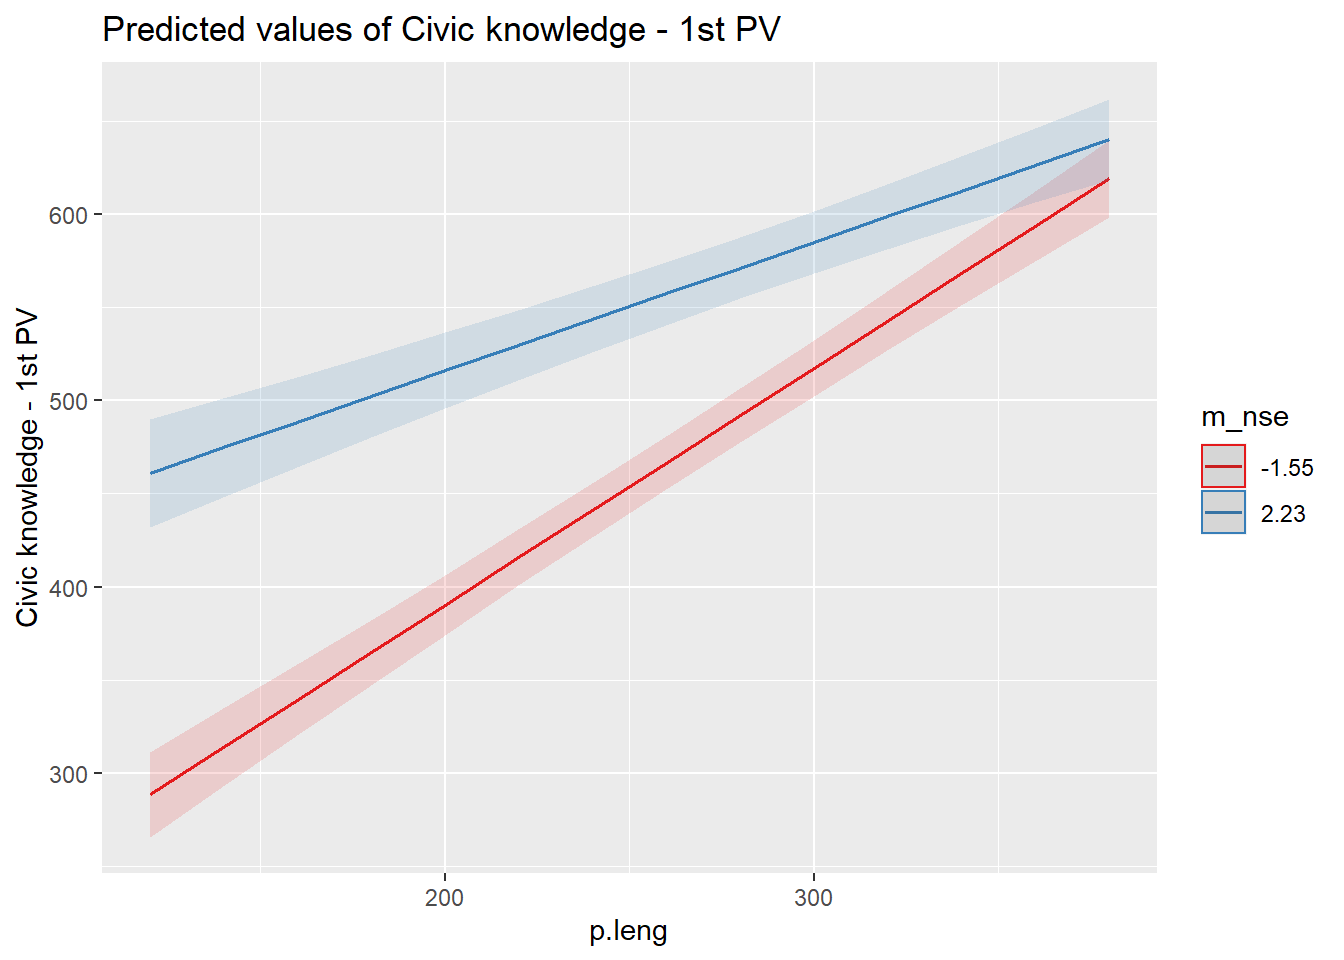 Predicted values of Civic knowledge - 1st PV
Civic knowledge - 1st PV
600
500
400
300
200
300
p.leng
m_nse
-1.55
2.23